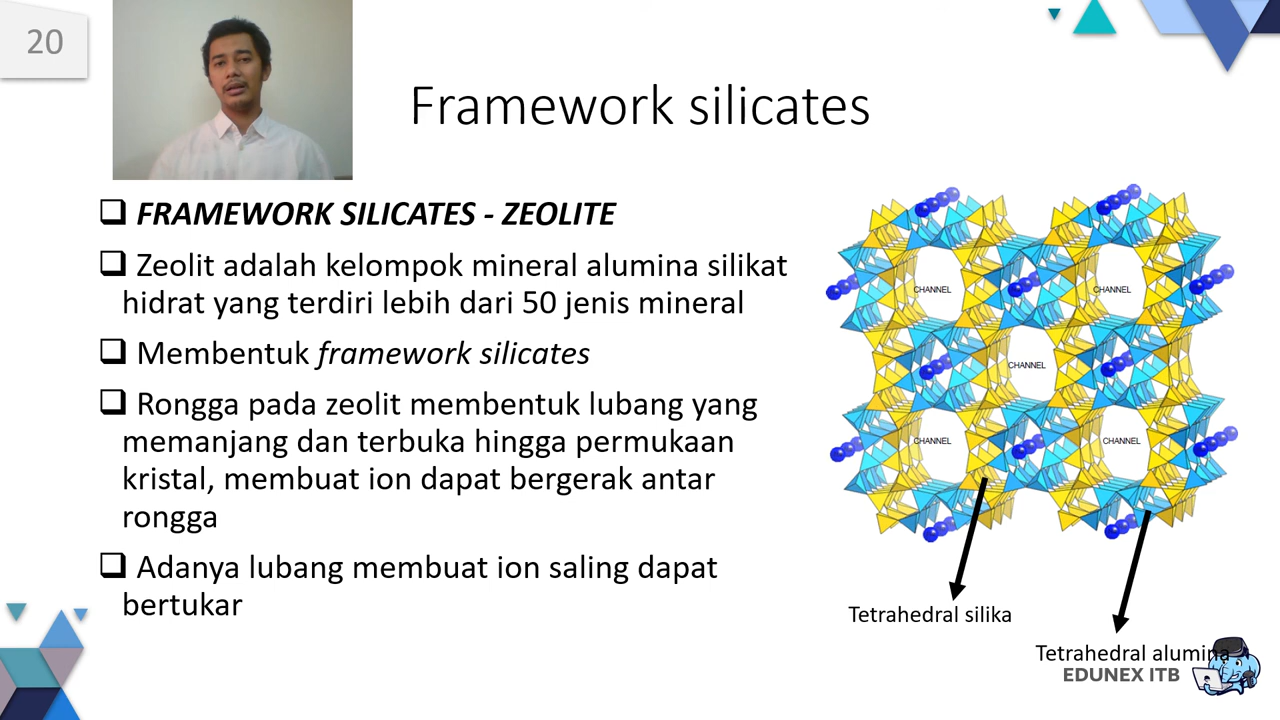 20
Framework silicates
FRAMEWORK SILICATES - ZEOLITE
Zeolit adalah kelompok mineral alumina silikat
hidrat yang terdiri lebih dari 50 jenis mineral
Membentuk framework silicates
Rongga pada zeolit membentuk lubang yang
memanjang dan terbuka hingga permukaan
kristal, membuat ion dapat bergerak antar
rongga
Adanya lubang membuat ion saling dapat
bertukar
CHANNEL
CHANNEL
CHANNEL
CHANNEL
CHANNEL
Tetrahedral silika
Tetrahedral alumina
EDUNEX ITB